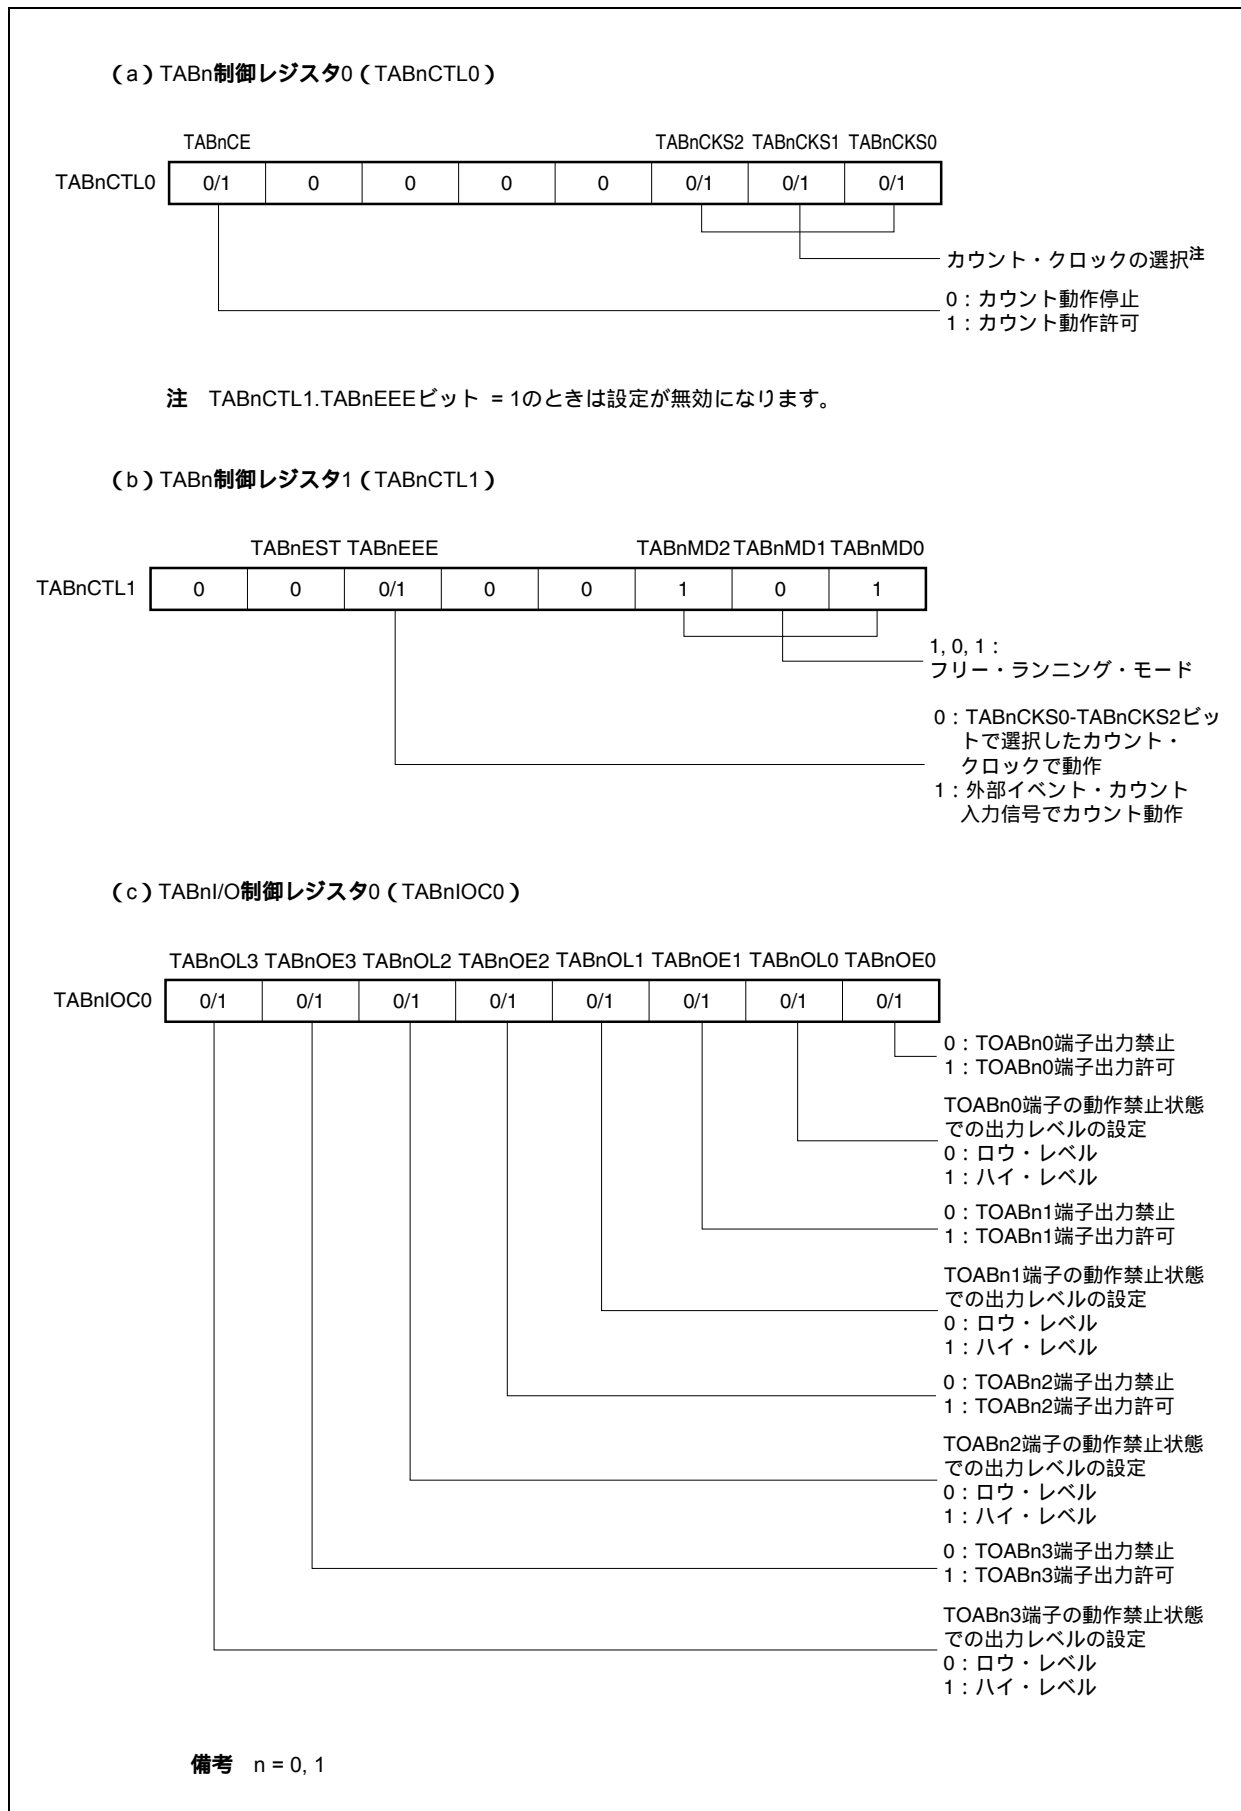 （a）TABn制御レジスタ0（TABnCTL0）
TABnCE TABnCKS2 TABnCKS1 TABnCKS0
TABnCTL0 0/1 0 0 0 0 0/1 0/1 0/1
カウント・クロックの選択注
0：カウント動作停止
1：カウント動作許可
注 TABnCTL1.TABnEEEビット = 1のときは設定が無効になります。
（b）TABn制御レジスタ1（TABnCTL1）
TABnEST TABnEEE TABnMD2 TABnMD1 TABnMD0
TABnCTL1 0 0 0/1 0 0 1 0 1
1, 0, 1：
フリー・ランニング・モード
0：TABnCKS0-TABnCKS2ビッ
トで選択したカウント・
クロックで動作
1：外部イベント・カウント
入力信号でカウント動作
（c）TABnI/O制御レジスタ0（TABnIOC0）
TABnOL3 TABnOE3 TABnOL2 TABnOE2 TABnOL1 TABnOE1 TABnOL0 TABnOE0
TABnIOC0 0/1 0/1 0/1 0/1 0/1 0/1 0/1 0/1
0：TOABn0端子出力禁止
1：TOABn0端子出力許可
TOABn0端子の動作禁止状態
での出力レベルの設定
0：ロウ・レベル
1：ハイ・レベル
0：TOABn1端子出力禁止
1：TOABn1端子出力許可
TOABn1端子の動作禁止状態
での出力レベルの設定
0：ロウ・レベル
1：ハイ・レベル
0：TOABn2端子出力禁止
1：TOABn2端子出力許可
TOABn2端子の動作禁止状態
での出力レベルの設定
0：ロウ・レベル
1：ハイ・レベル
0：TOABn3端子出力禁止
1：TOABn3端子出力許可
TOABn3端子の動作禁止状態
での出力レベルの設定
0：ロウ・レベル
1：ハイ・レベル
備考 n = 0, 1